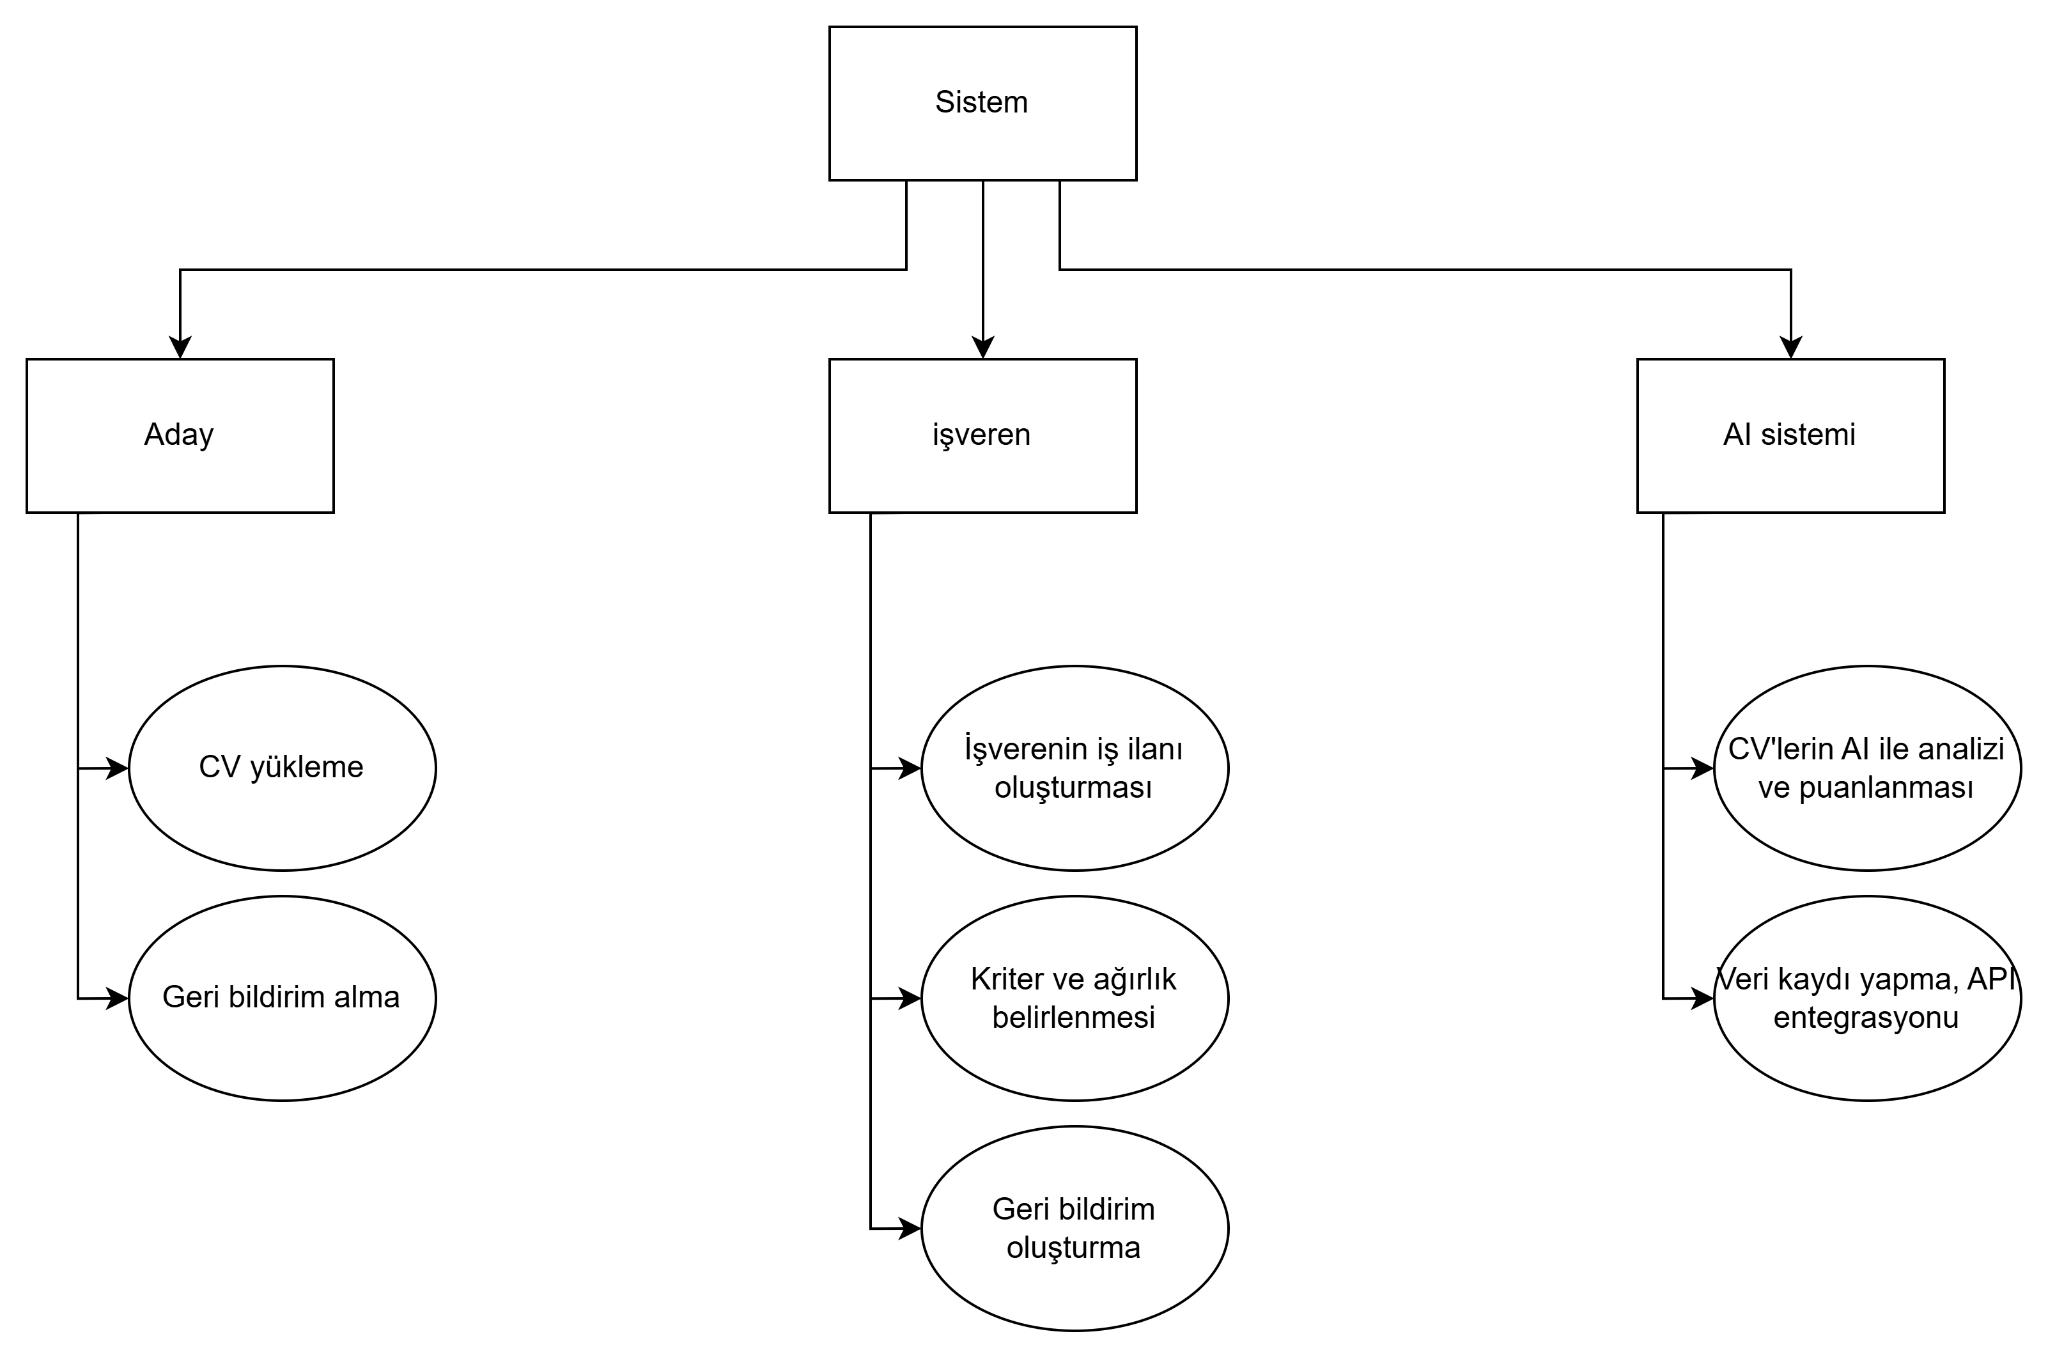 Sistem
Aday
işveren
AI sistemi
CV yükleme
İşverenin iş ilanı
oluşturması
CV'lerin AI ile analizi
ve puanlanması
Geri bildirim alma
Kriter ve ağırlık
belirlenmesi
Veri kaydı yapma, API
entegrasyonu
Geri bildirim
oluşturma